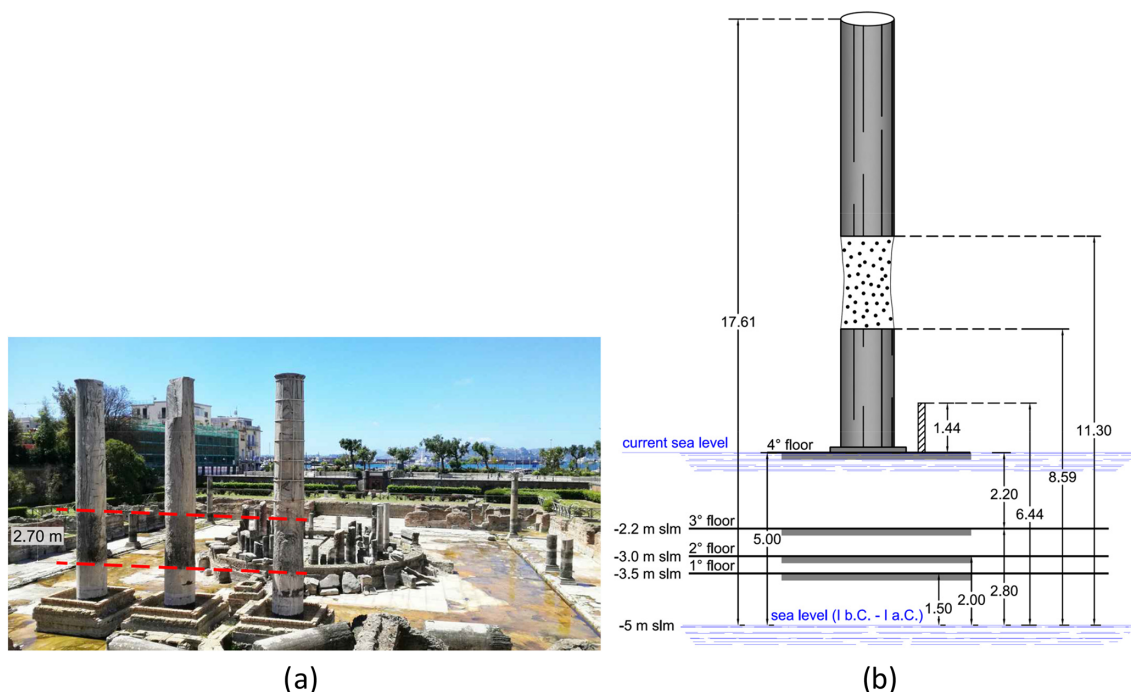 2.70 m
(a)
17.61
current sea level
4° floor
1.44
11.30
8.59
2.20
6.44
3° floor
-2.2 m slm
5.00
2° floor
-3.0 m slm
1° floor
-3.5 m slm
2.80
2.00
1.50
sea level (I b.C. - I a.C.)
-5 m slm
(b)